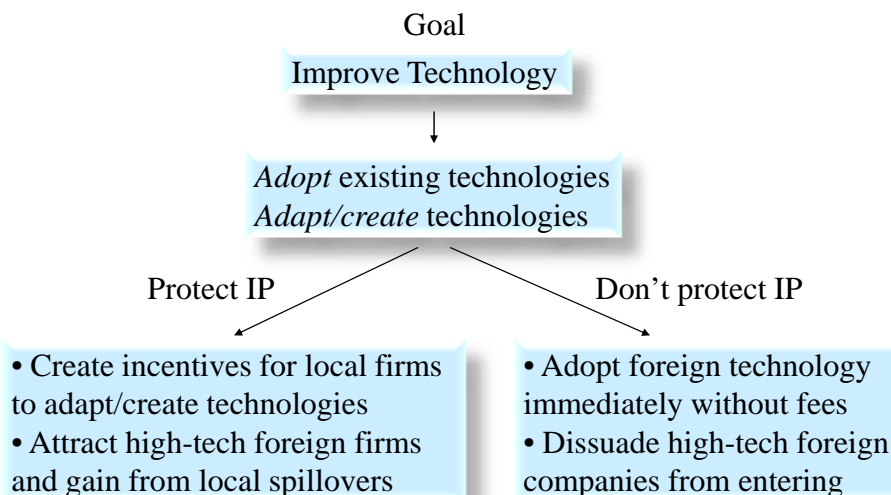 Goal
Improve Technology
Adopt existing technologies
Adapt/create technologies
Protect IP
Don’t protect IP
• Create incentives for local firms
to adapt/create technologies
• Attract high-tech foreign firms
and gain from local spillovers
• Adopt foreign technology
immediately without fees
• Dissuade high-tech foreign
companies from entering